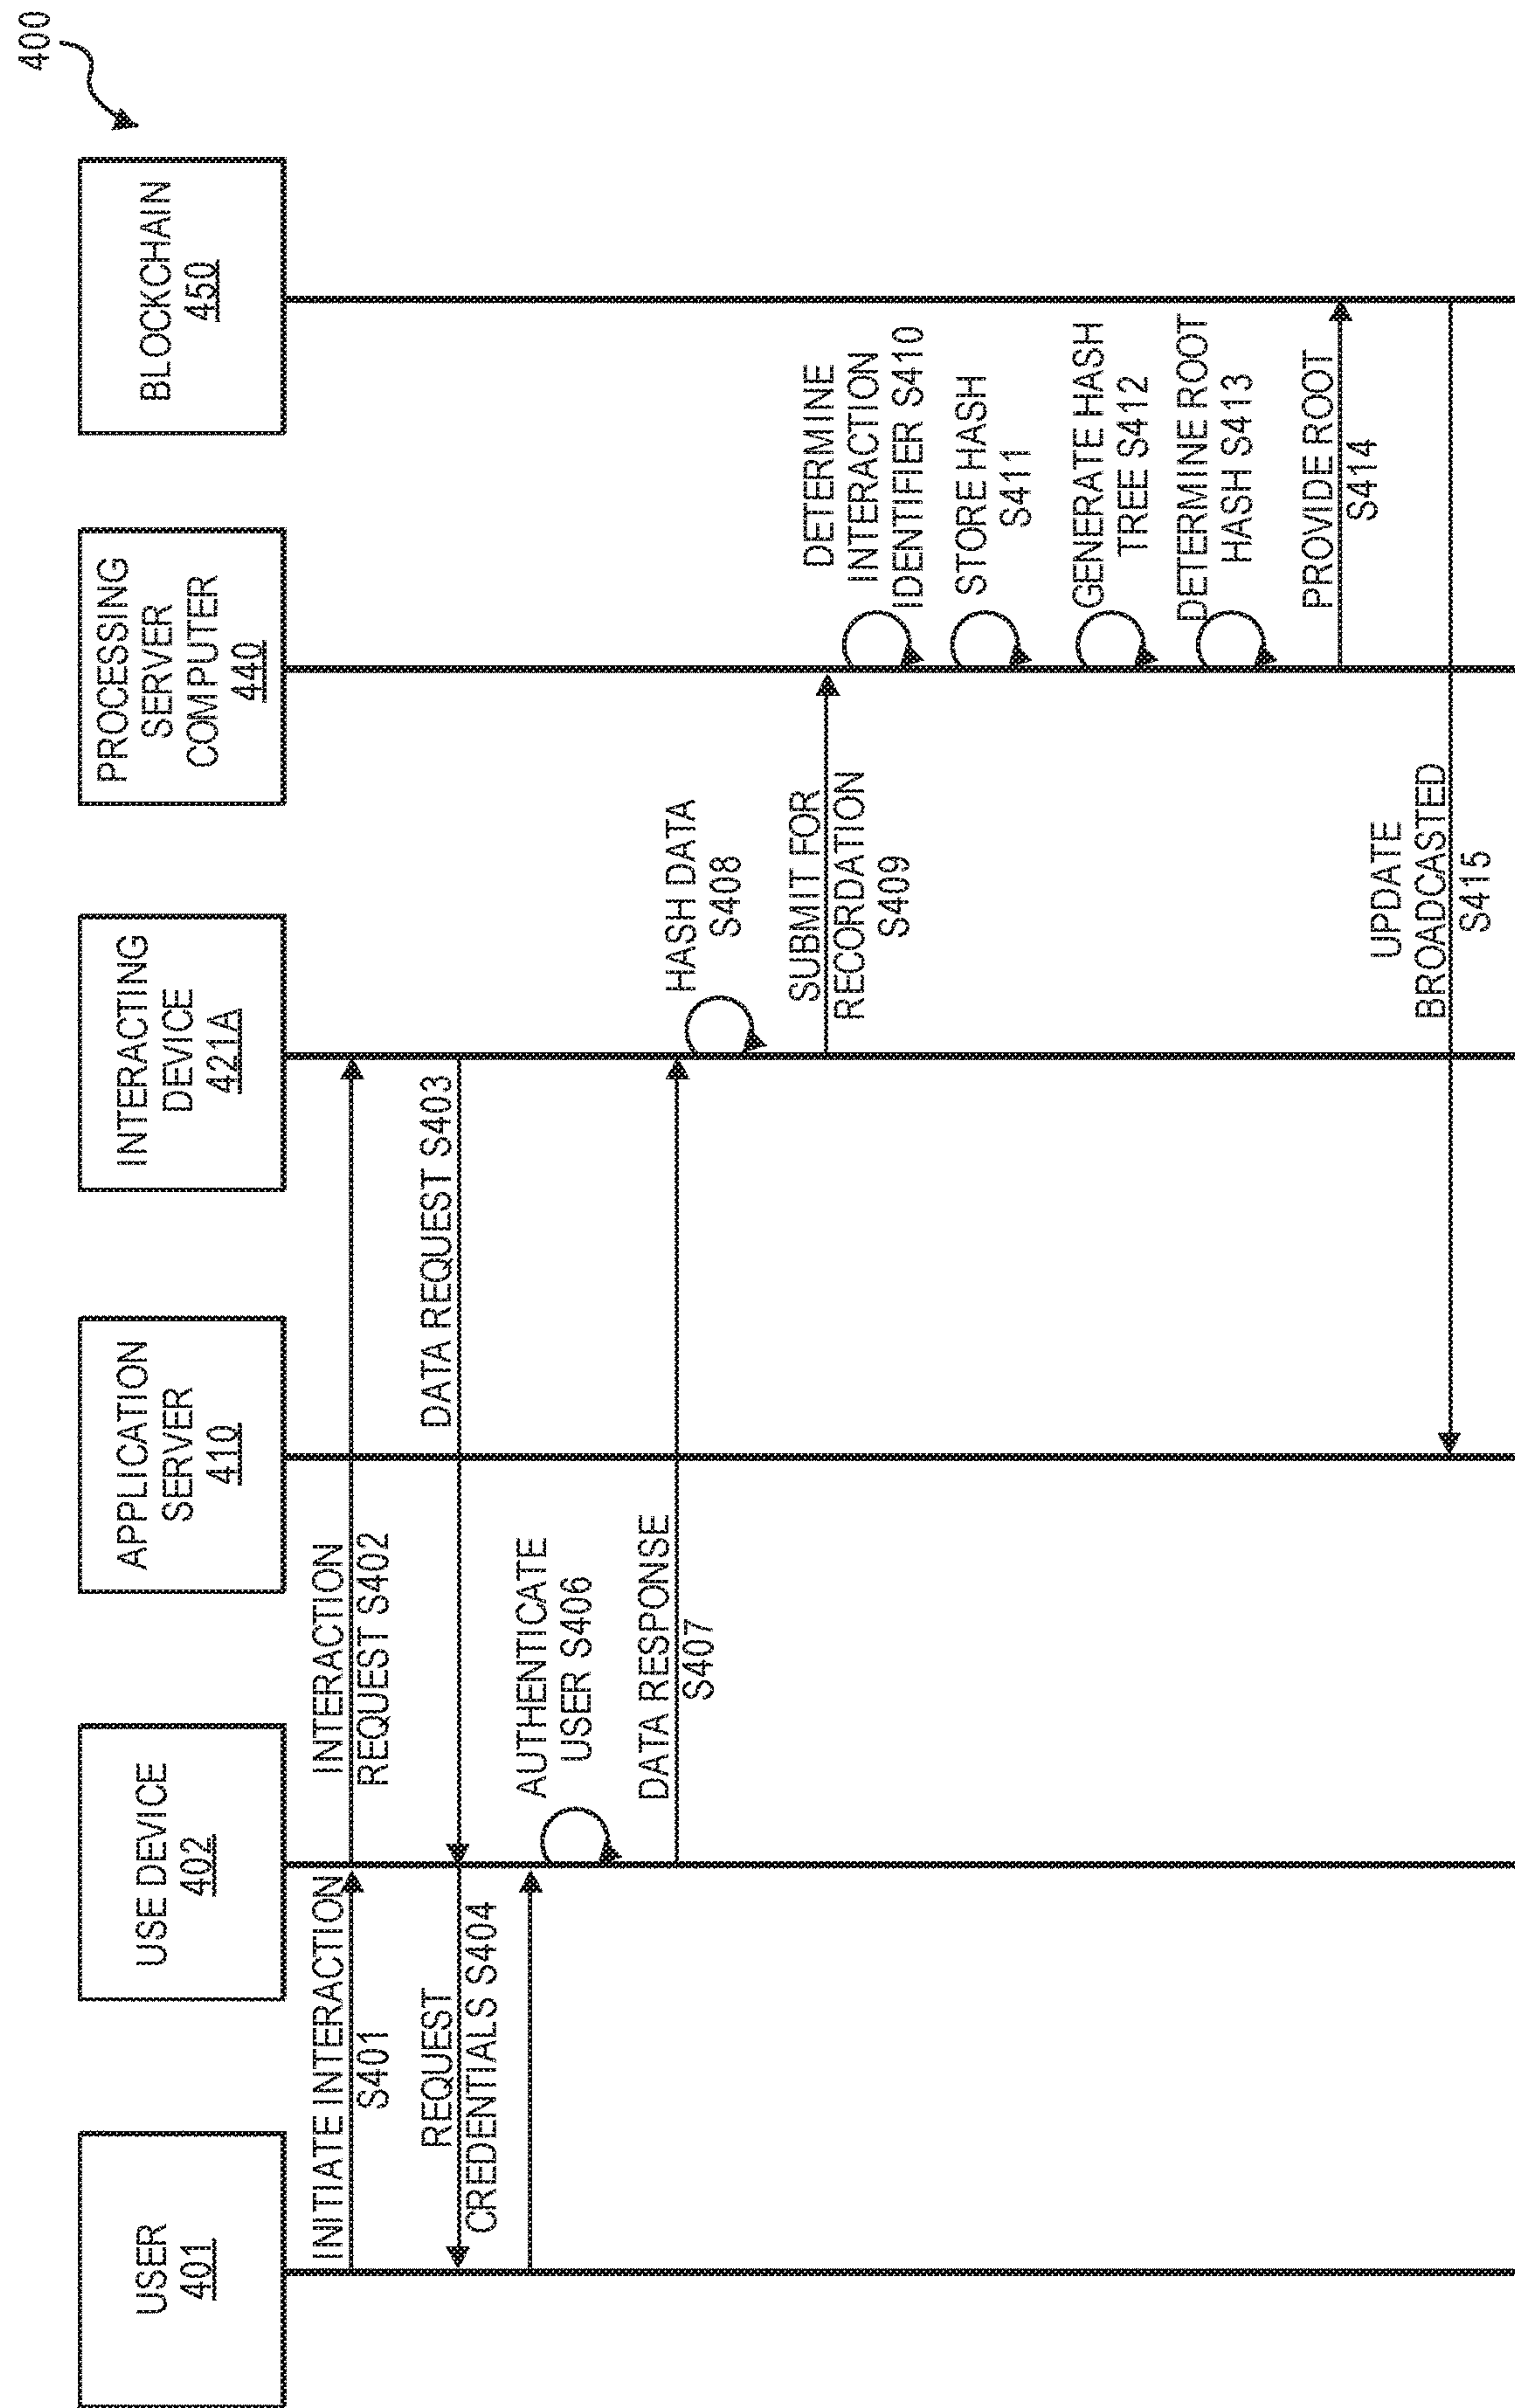 400
USER
401
USE DEVICE
402
APPLICATION
SERVER
410
INTERACTING
DEVICE
421A
PROCESSING
SERVER
COMPUTER
440
BLOCKCHAIN
450
INITIATE INTERACTION
S401
INTERACTION
REQUEST S402
DATA REQUEST S403
REQUEST
CREDENTIALS S404
AUTHENTICATE
USER S406
DATA RESPONSE
S407
HASH DATA
S408
SUBMIT FOR
RECORDATION
S409
DETERMINE
INTERACTION
IDENTIFIER S410
STORE HASH
S411
GENERATE HASH
TREE S412
DETERMINE ROOT
HASH S413
PROVIDE ROOT
S414
UPDATE
BROADCASTED
S415